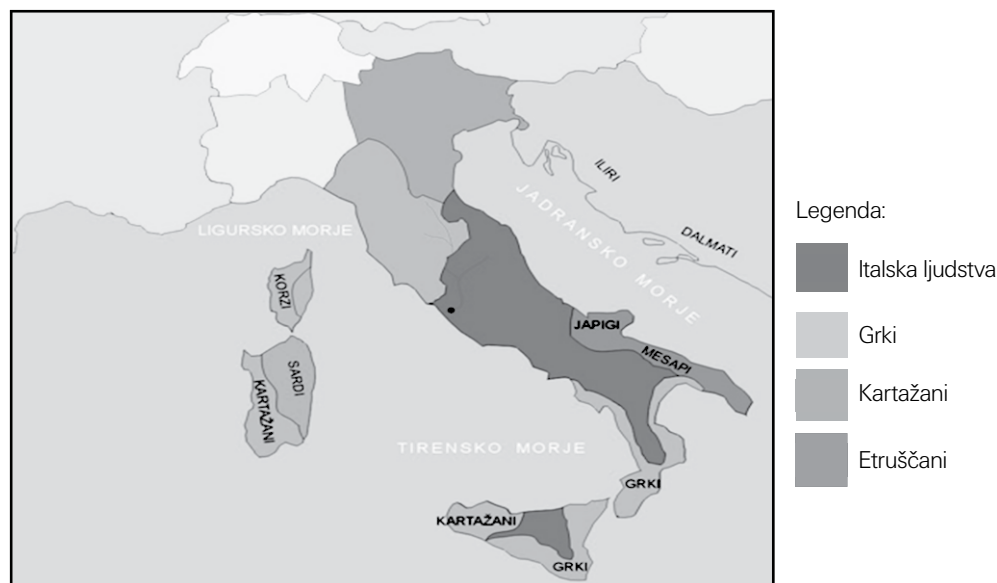 ILIRI
JADRANSKO MORJE
DALMATI
LIGURSKO MORJE
KORZI
JAPIGI
MESAPI
SARDI
KARTAŽANI
TIRENSKO MORJE
GRKI
KARTAŽANI
GRKI
Legenda:
Italska ljudstva
Grki
Kartažani
Etruščani